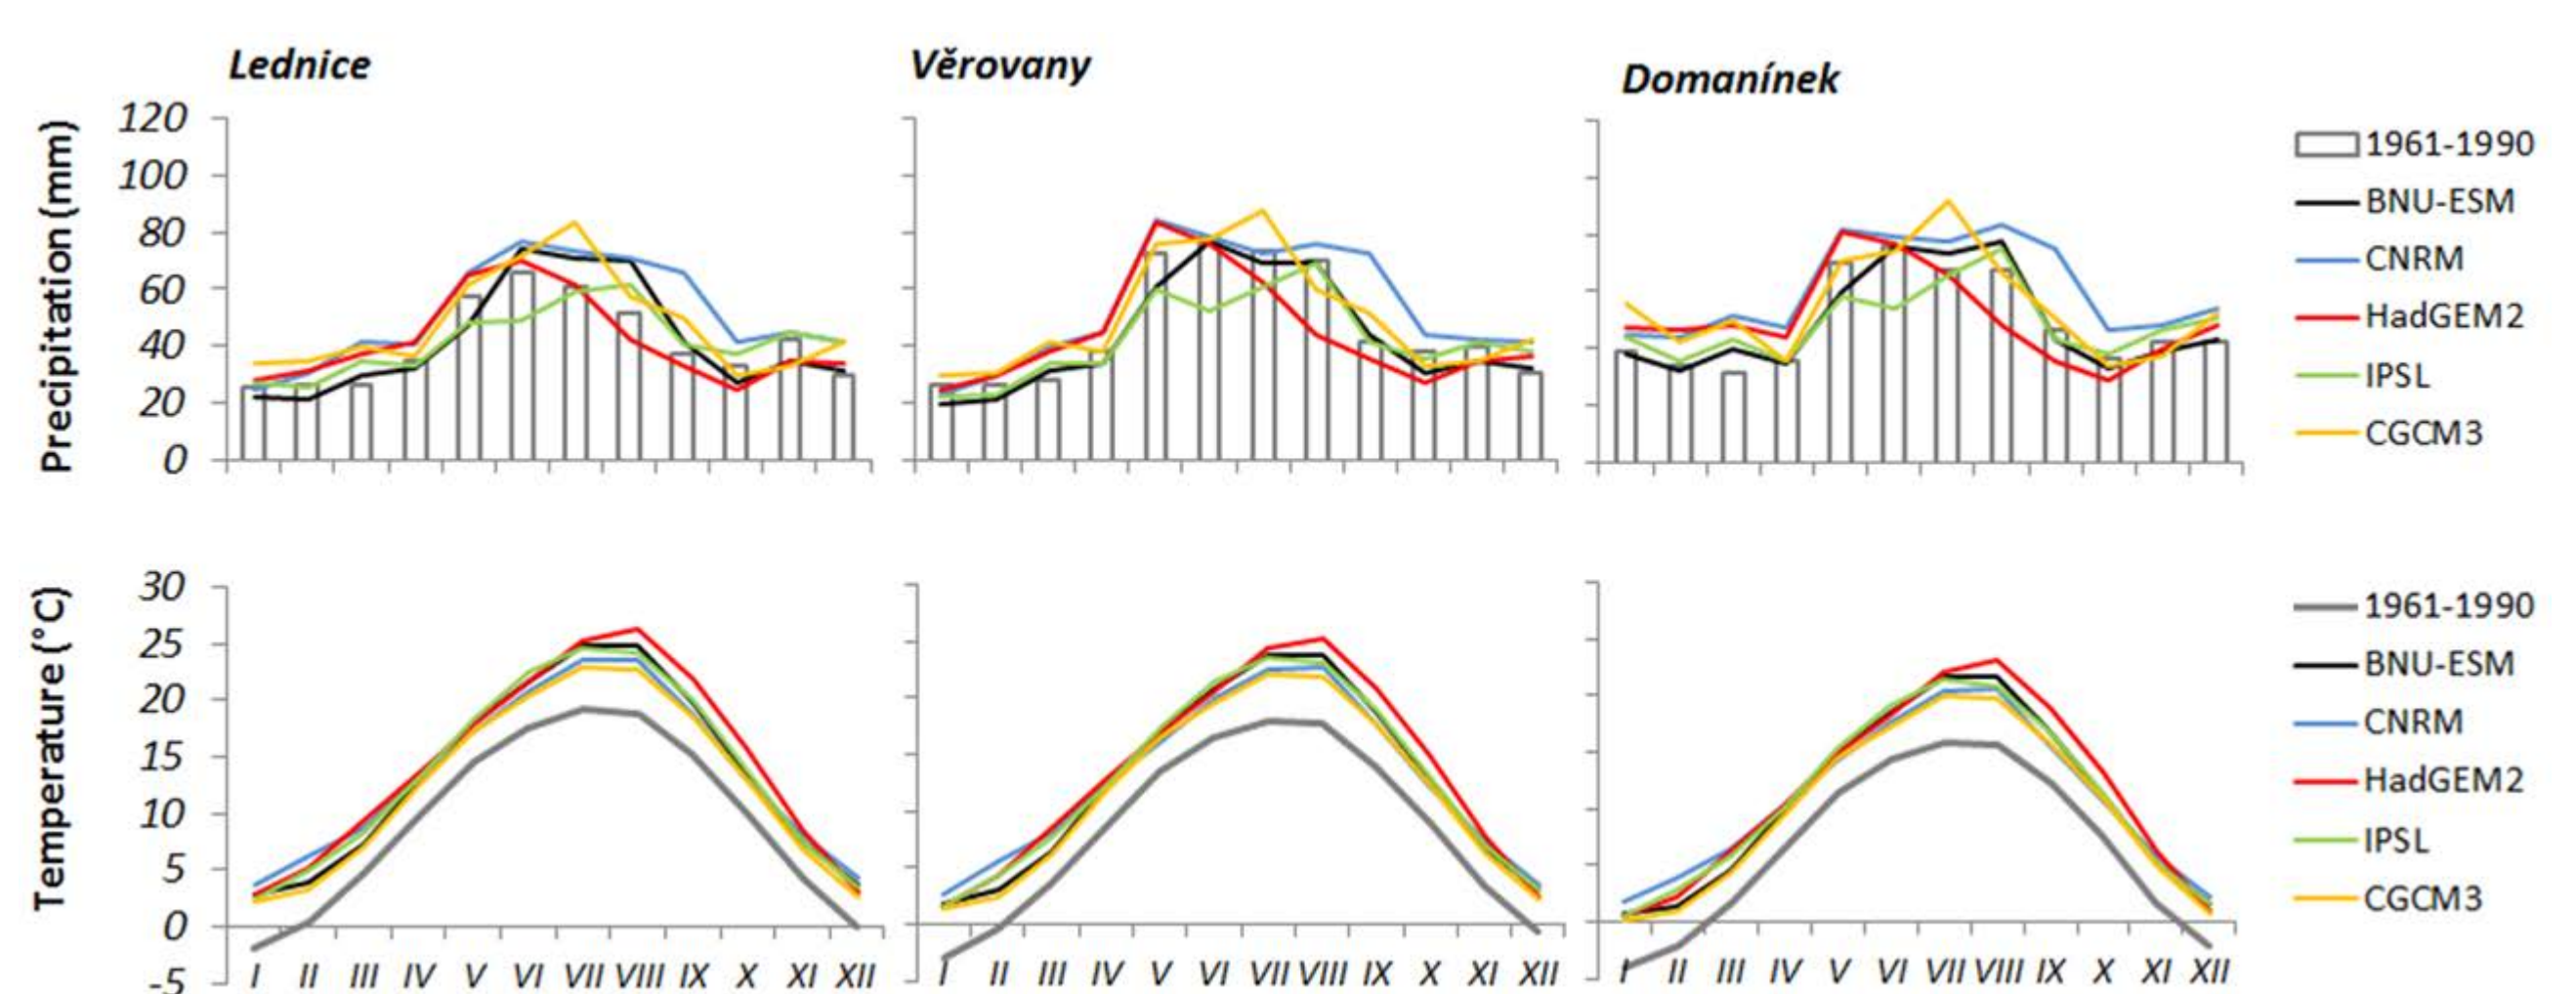 Lednice
Věrovany
Domanínek
Precipitation (mm)
120
100
80
60
40
20
0
1961-1990
BNU-ESM
CNRM
HadGEM2
IPSL
CGCM3
Temperature (°C)
30
25
20
15
10
5
0
-5
I II III IV V VI VII VIII IX X XI XII
I II III IV V VI VII VIII IX X XI XII
I II III IV V VI VII VIII IX X XI XII
1961-1990
BNU-ESM
CNRM
HadGEM2
IPSL
CGCM3